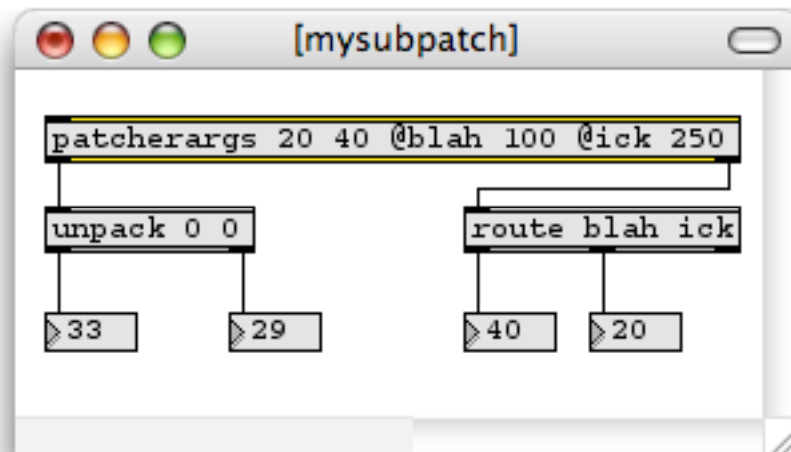 [mysubpatch]
patcherargs 20 40 @blah 100 @ick 250
unpack 0 0
route blah ick
33
29
40
20